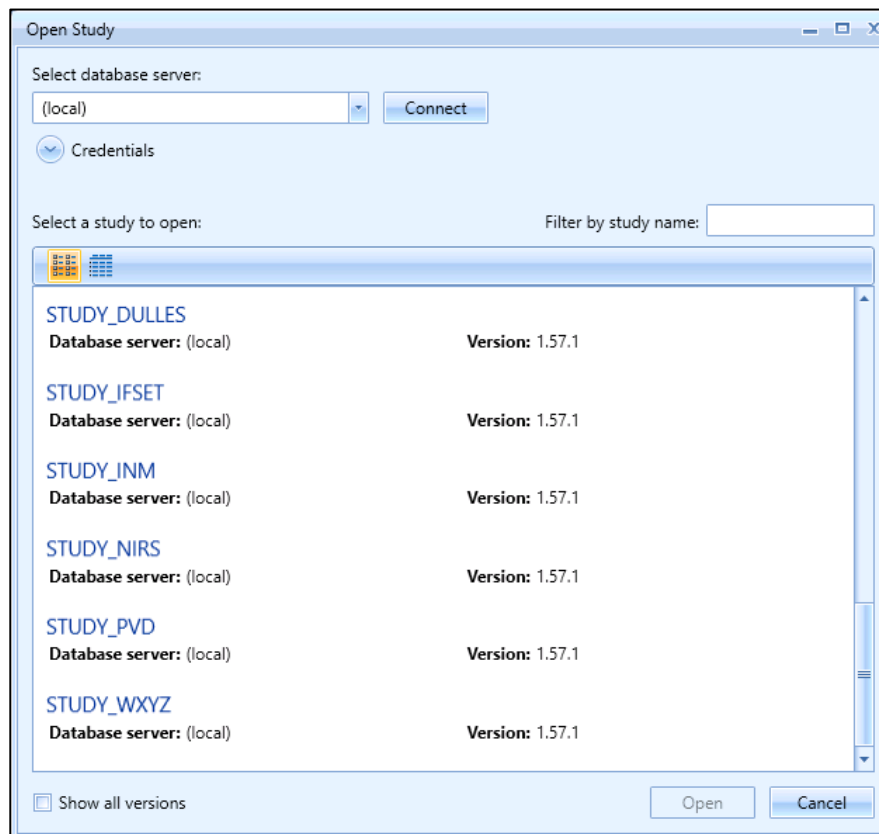 Open Study
Select database server:
(local) Connect
Credentials
Select a study to open: Filter by study name:
STUDY_DULLES
Database server: (local) Version: 1.57.1
STUDY_IFSET
Database server: (local) Version: 1.57.1
STUDY_INM
Database server: (local) Version: 1.57.1
STUDY_NIRS
Database server: (local) Version: 1.57.1
STUDY_PVD
Database server: (local) Version: 1.57.1
STUDY_WXYZ
Database server: (local) Version: 1.57.1
Show all versions Open Cancel